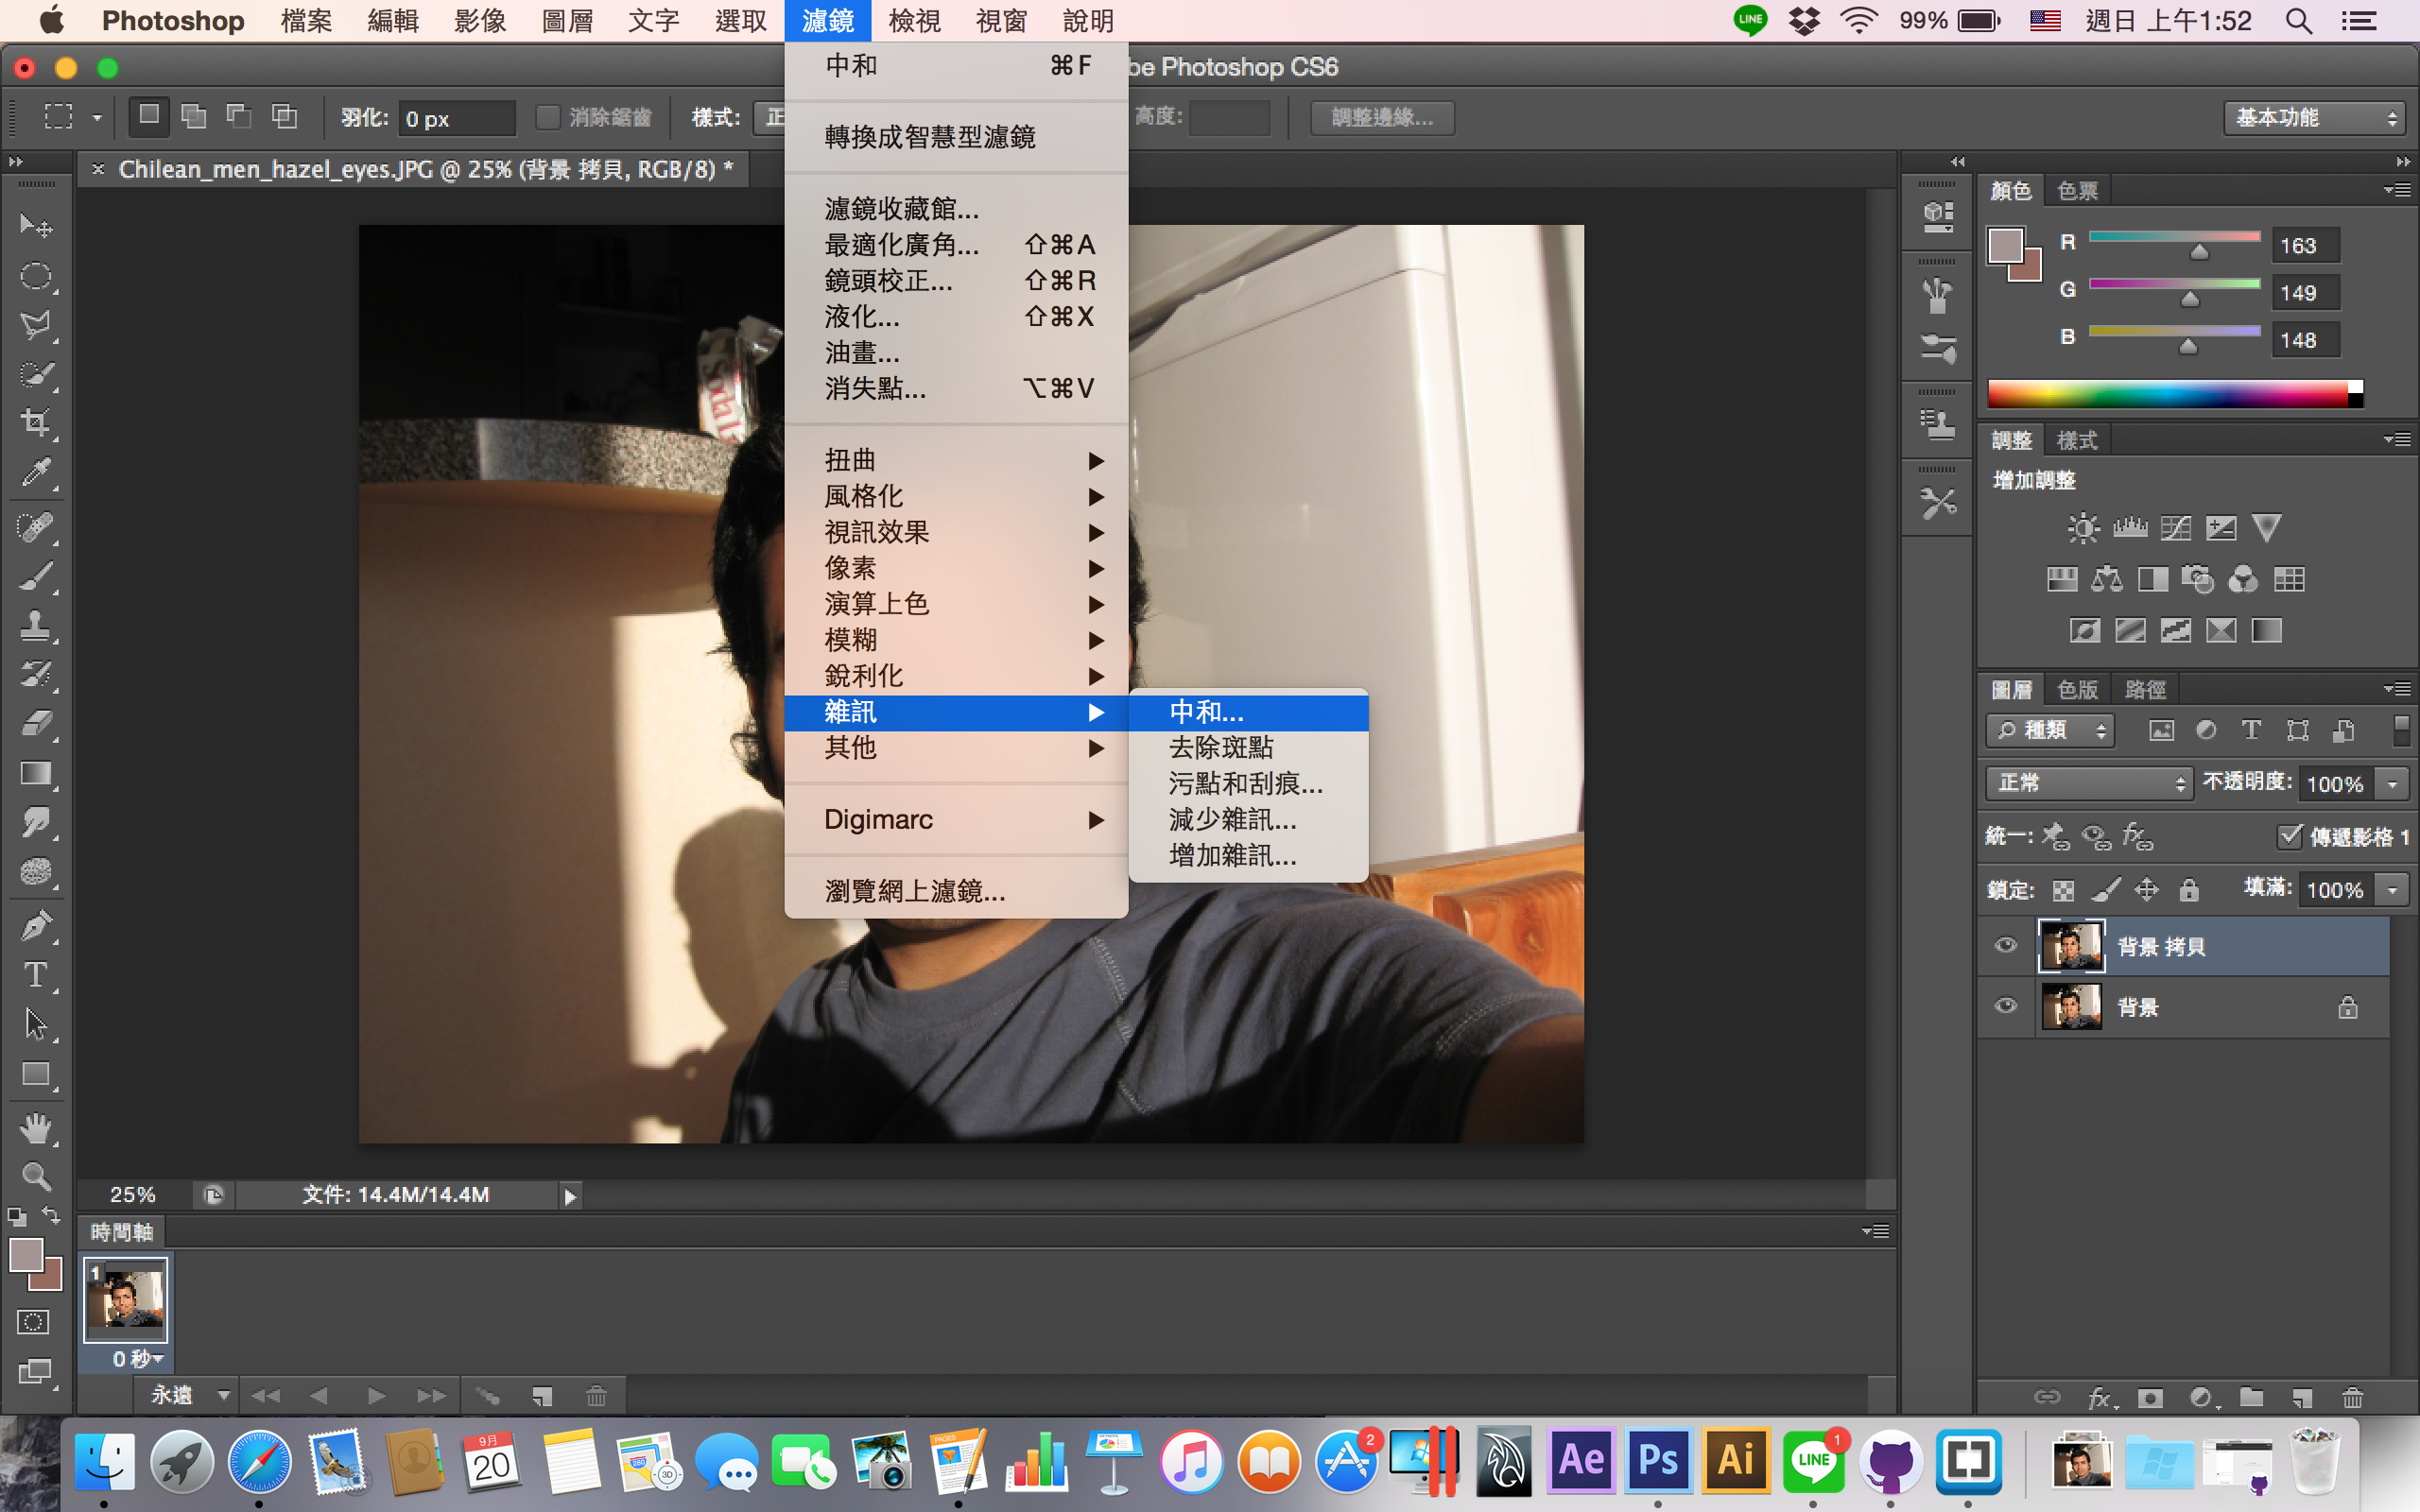 Photoshop 檔案 編輯 影像 圖層 文字 選取 濾鏡 檢視 視窗 說明 LINE 99% 週日 上午1:52
be Photoshop CS6
羽化: 0 px 消除鋸齒 樣式: 正 高度: 調整邊緣... 基本功能
× Chilean_men_hazel_eyes.JPG @ 25% (背景 拷貝, RGB/8) *
中和 ⌘F
轉換成智慧型濾鏡
濾鏡收藏館...
最適化廣角... ⇧⌘A
鏡頭校正... ⇧⌘R
液化... ⇧⌘X
油畫...
消失點... ⌥⌘V
扭曲
風格化
視訊效果
像素
演算上色
模糊
銳利化
雜訊
其他
Digimarc
瀏覽網上濾鏡...
中和...
去除斑點
污點和刮痕...
減少雜訊...
增加雜訊...
Soda
顏色 色票
R 163
G 149
B 148
調整 樣式
增加調整
圖層 色版 路徑
種類
正常 不透明度: 100%
統一: 傳遞影格 1
鎖定: 填滿: 100%
背景 拷貝
背景
25% 文件: 14.4M/14.4M
時間軸
1
0 秒
永遠
9月
20
280
3D
PAGES
2
Ae
Ps
Ai
LINE
1